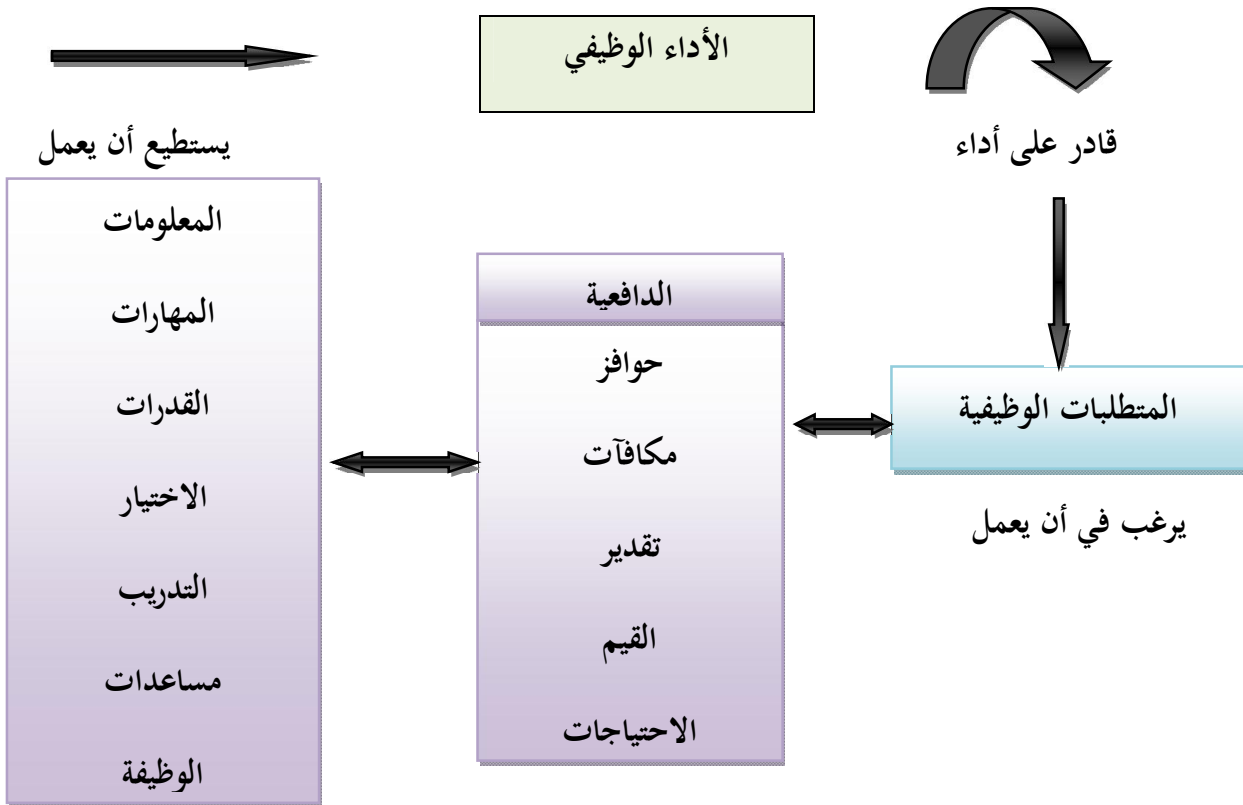 الأداء الوظيفي
قادر على أداء
المتطلبات الوظيفية
يرغب في أن يعمل
الدافعية
حوافز
مكافآت
تقدير
القيم
الاحتياجات
يستطيع أن يعمل
المعلومات
المهارات
القدرات
الاختيار
التدريب
مساعدات
الوظيفة